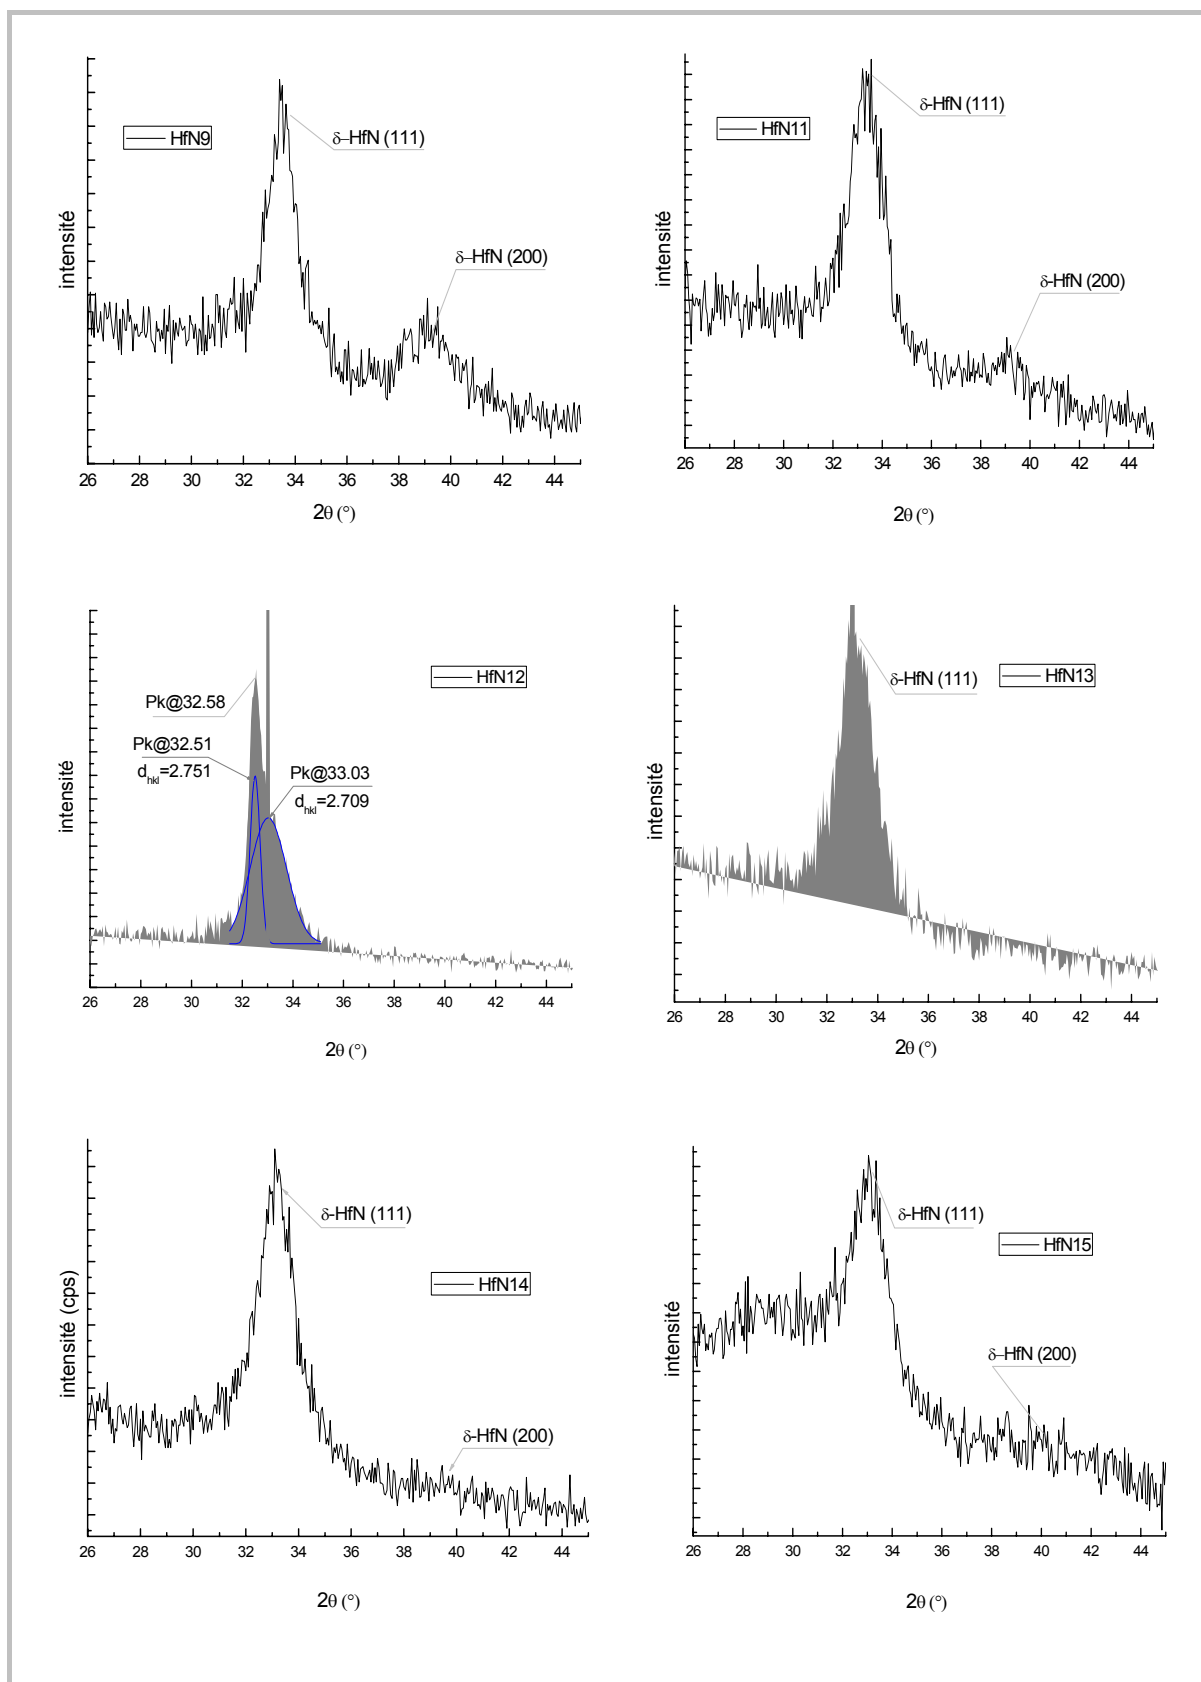 HfN9
δ–HfN (111)
δ–HfN (200)
intensité
26 28 30 32 34 36 38 40 42 44
2θ (°)
HfN11
δ-HfN (111)
δ-HfN (200)
intensité
26 28 30 32 34 36 38 40 42 44
2θ (°)
HfN12
Pk@32.58
Pk@32.51
dhkl=2.751
Pk@33.03
dhkl=2.709
intensité
26 28 30 32 34 36 38 40 42 44
2θ (°)
HfN13
δ-HfN (111)
intensité
26 28 30 32 34 36 38 40 42 44
2θ (°)
δ-HfN (111)
HfN14
δ-HfN (200)
intensité (cps)
26 28 30 32 34 36 38 40 42 44
2θ (°)
δ-HfN (111)
HfN15
δ–HfN (200)
intensité
26 28 30 32 34 36 38 40 42 44
2θ (°)